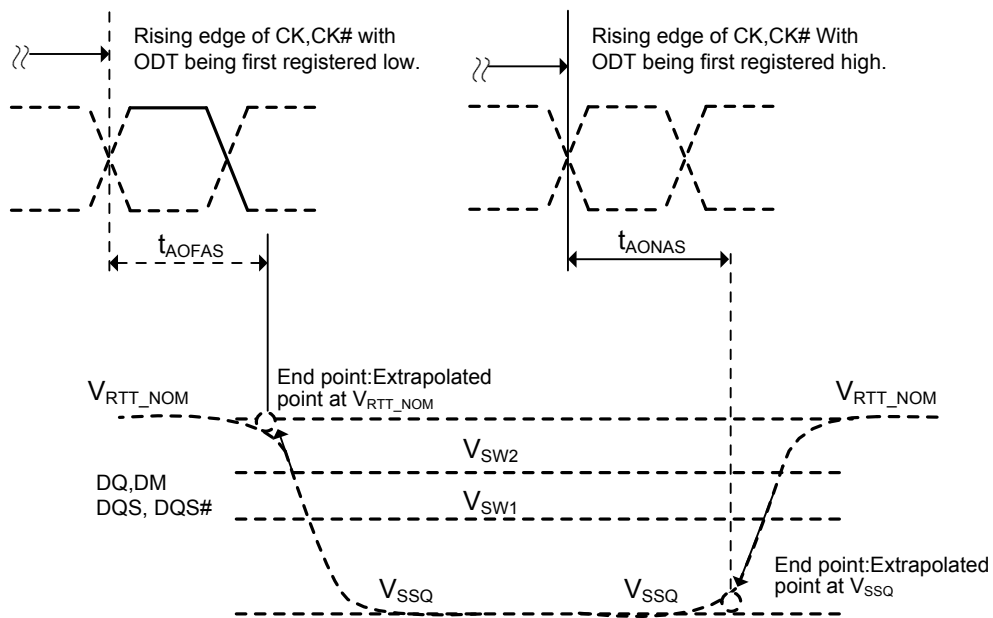 Rising edge of CK,CK# with
ODT being first registered low.
Rising edge of CK,CK# With
ODT being first registered high.
tAOFAS
tAONAS
End point:Extrapolated
point at VRTT_NOM
VRTT_NOM
VRTT_NOM
VSW2
DQ,DM
DQS, DQS#
VSW1
End point:Extrapolated
point at VSSQ
VSSQ
VSSQ